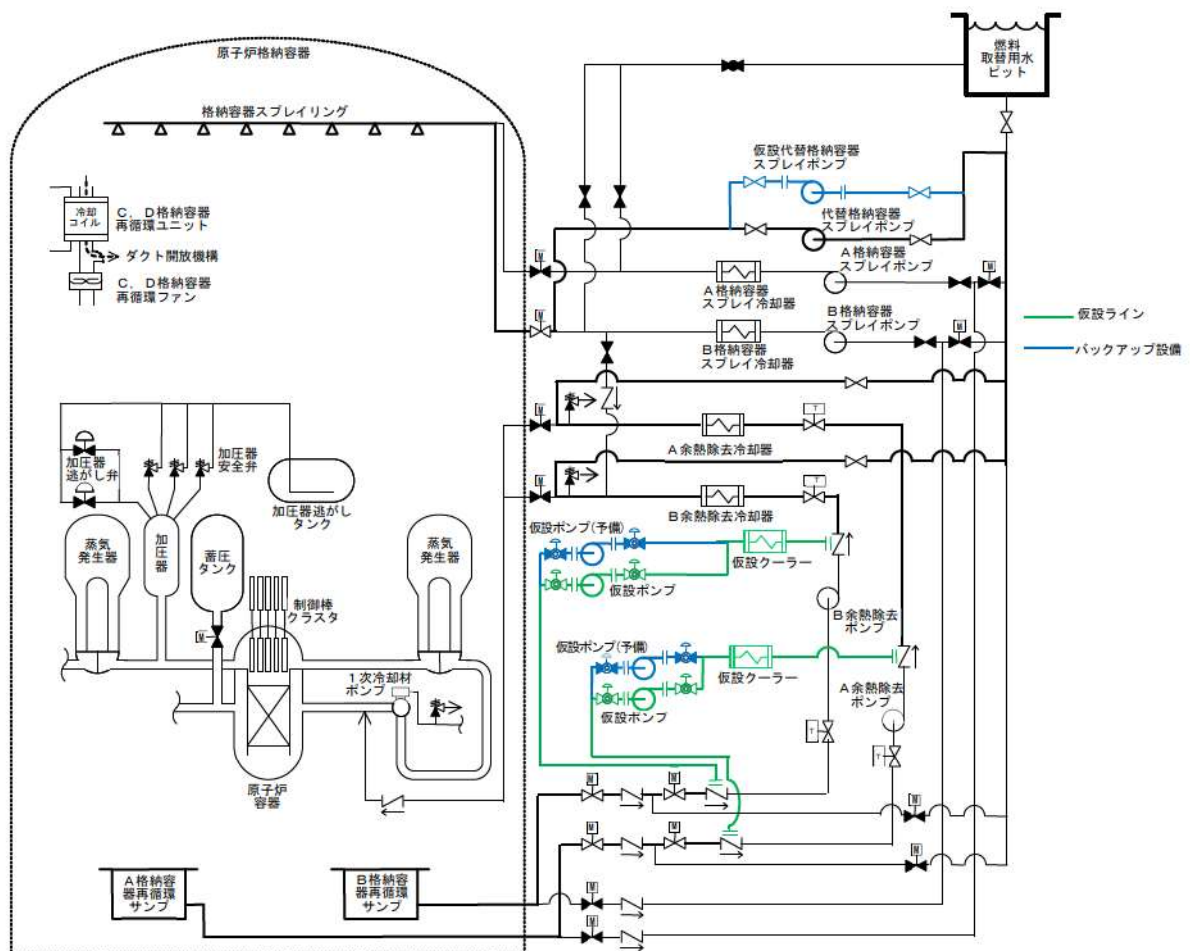 原子炉格納容器
格納容器スプレイリング
冷却
コイル
C，D格納容器
再循環ユニット
ダクト開放機構
C，D格納容器
再循環ファン
燃料
取替用水
ピット
仮設代替格納容器
スプレイポンプ
代替格納容器
スプレイポンプ
A格納容器
スプレイポンプ
M
M
A格納容器
スプレイ冷却器
B格納容器
スプレイポンプ
M
M
B格納容器
スプレイ冷却器
仮設ライン
バックアップ設備
M
T
A余熱除去冷却器
M
T
B余熱除去冷却器
加圧器
逃がし弁
加圧器
安全弁
加圧器逃がし
タンク
蒸気
発生器
加
圧
器
蓄圧
タンク
蒸気
発生器
制御棒
クラスタ
M
1次冷却材
ポンプ
原子炉
容器
仮設ポンプ(予備)
仮設クーラー
仮設ポンプ
B余熱除去
ポンプ
仮設ポンプ(予備)
仮設クーラー
仮設ポンプ
A余熱除去
ポンプ
T
T
M
M
M
M
M
M
A格納容
器再循環
サンプ
B格納容
器再循環
サンプ
M
M